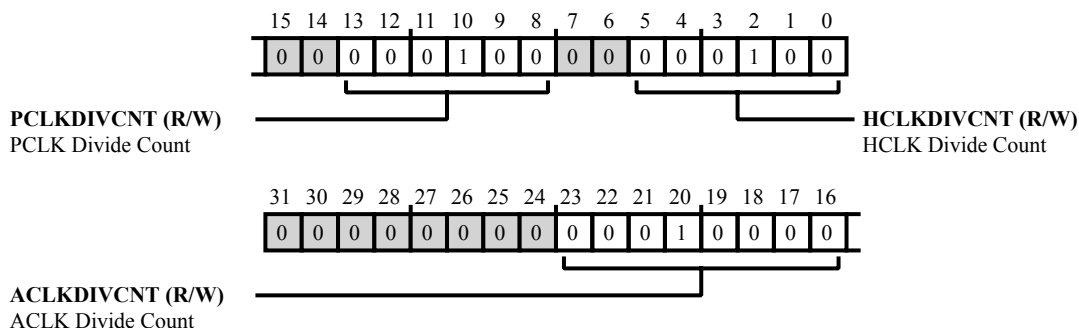 15 14 13 12 11 10 9 8 7 6 5 4 3 2 1 0
0 0 0 0 0 1 0 0 0 0 0 0 0 1 0 0
PCLKDIVCNT (R/W)
PCLK Divide Count
HCLKDIVCNT (R/W)
HCLK Divide Count
31 30 29 28 27 26 25 24 23 22 21 20 19 18 17 16
0 0 0 0 0 0 0 0 0 0 0 1 0 0 0 0
ACLKDIVCNT (R/W)
ACLK Divide Count